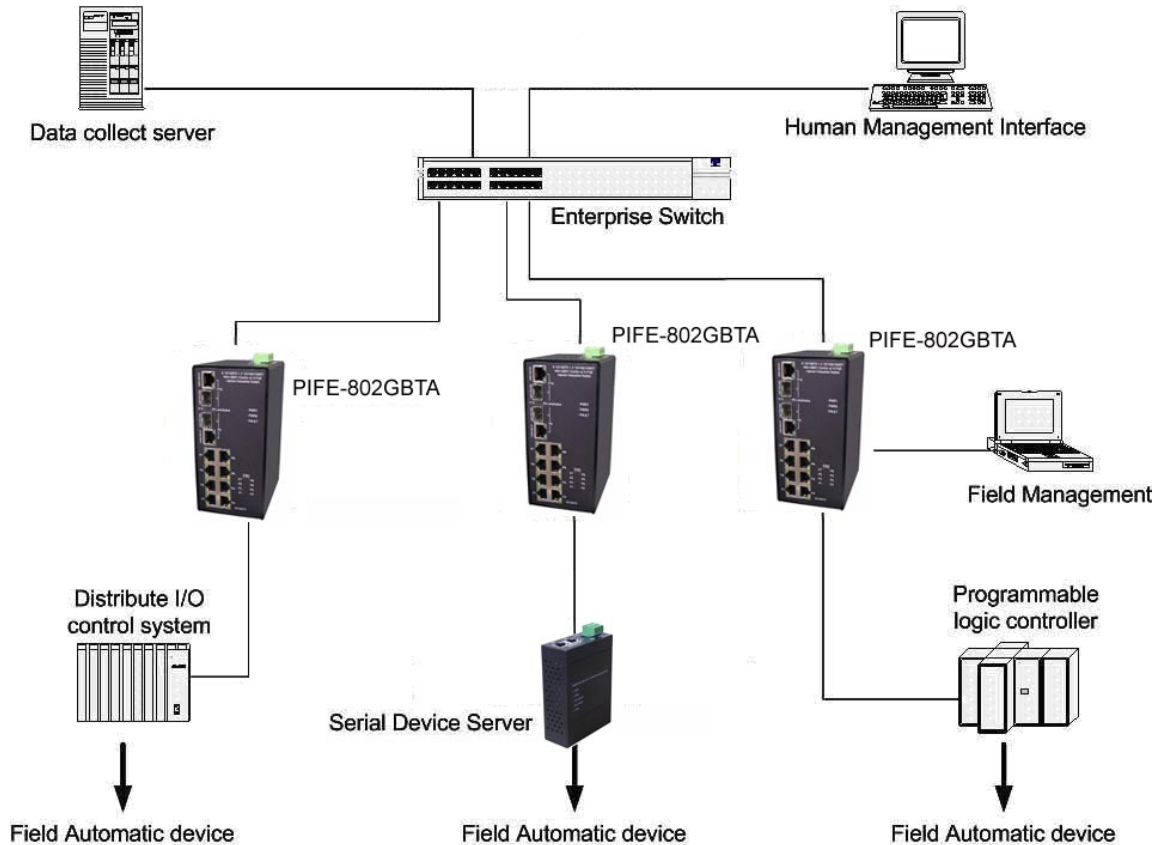 Data collect server
Human Management Interface
Enterprise Switch
PIFE-802GBTA
PIFE-802GBTA
PIFE-802GBTA
Field Management
Distribute I/O
control system
Programmable
logic controller
Serial Device Server
Field Automatic device
Field Automatic device
Field Automatic device